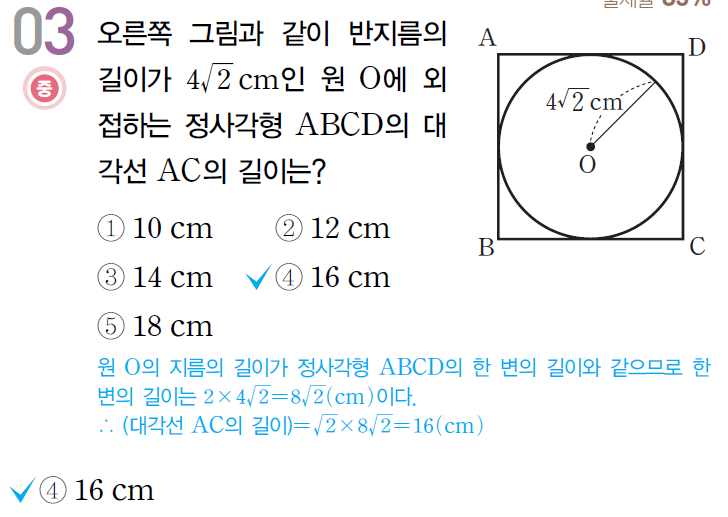 03
중
오른쪽 그림과 같이 반지름의
길이가 4√2 cm인 원 O에 외
접하는 정사각형 ABCD의 대
각선 AC의 길이는?
A
D
4√2 cm
O
B
C
① 10 cm ② 12 cm
③ 14 cm ④ 16 cm
⑤ 18 cm
원 O의 지름의 길이가 정사각형 ABCD의 한 변의 길이와 같으므로 한
변의 길이는 2×4√2=8√2(cm)이다.
∴ (대각선 AC의 길이)=√2×8√2=16(cm)
④ 16 cm